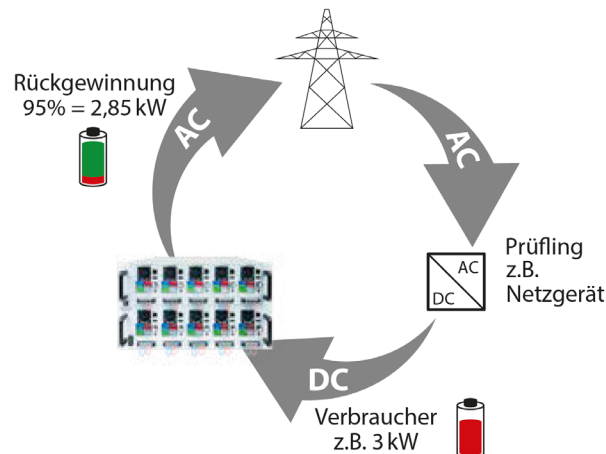 Rückgewinnung
95% = 2,85 kW
AC
AC
Prüfling
z.B.
Netzgerät
AC
DC
DC
Verbraucher
z.B. 3 kW